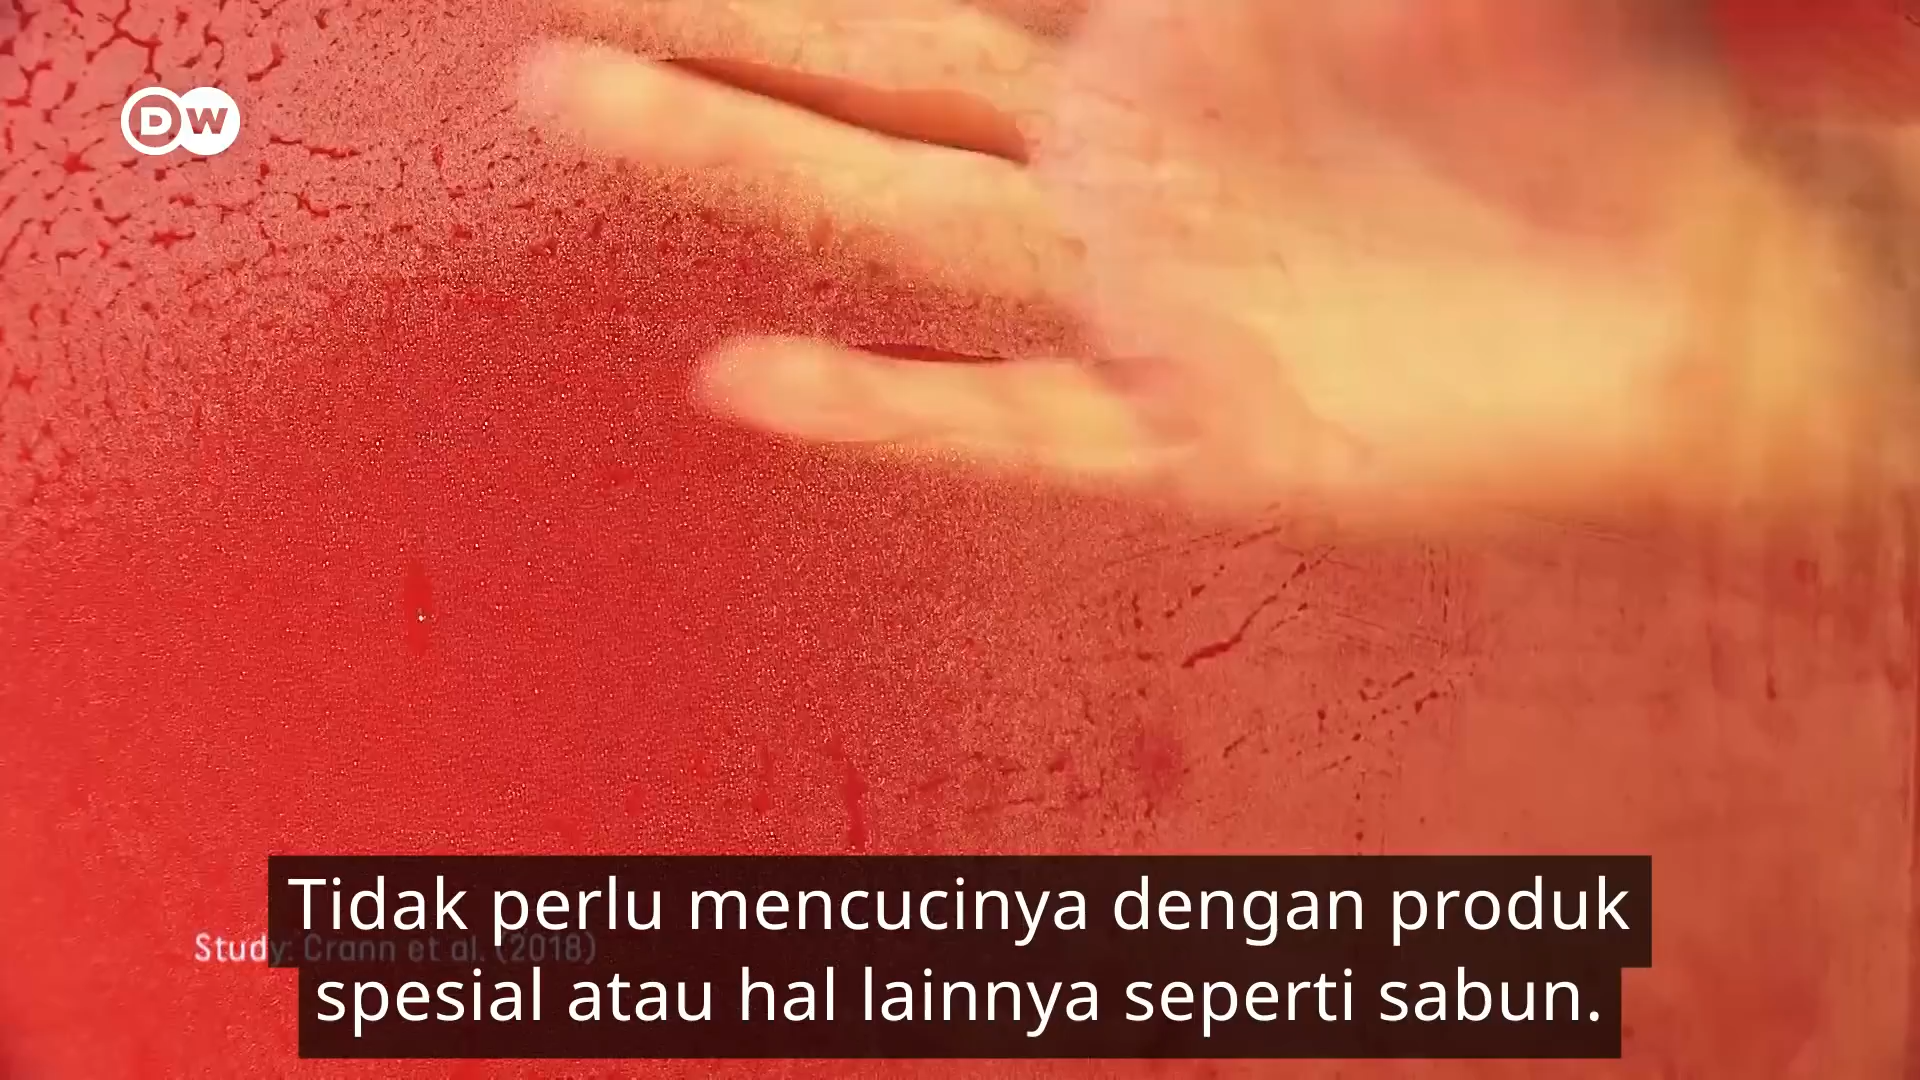 DW
Study: Crann et al. (2018)
Tidak perlu mencucinya dengan produk
spesial atau hal lainnya seperti sabun.